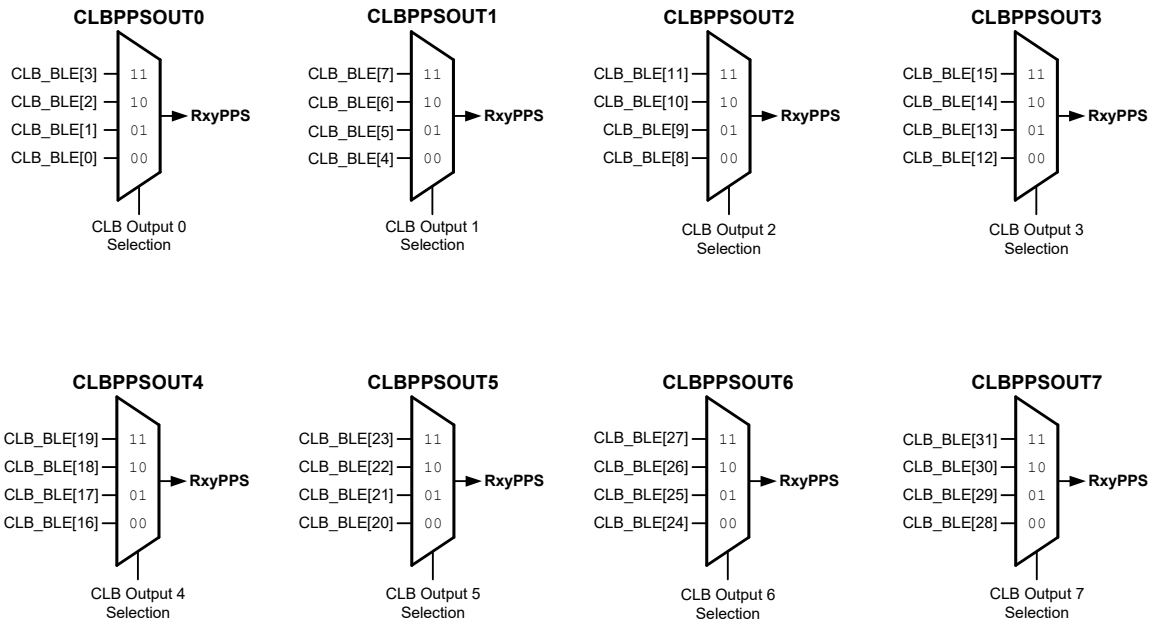 CLBPPSOUT0
CLB_BLE[3] 11
CLB_BLE[2] 10
CLB_BLE[1] 01
CLB_BLE[0] 00
RxyPPS
CLB Output 0
Selection
CLBPPSOUT1
CLB_BLE[7] 11
CLB_BLE[6] 10
CLB_BLE[5] 01
CLB_BLE[4] 00
RxyPPS
CLB Output 1
Selection
CLBPPSOUT2
CLB_BLE[11] 11
CLB_BLE[10] 10
CLB_BLE[9] 01
CLB_BLE[8] 00
RxyPPS
CLB Output 2
Selection
CLBPPSOUT3
CLB_BLE[15] 11
CLB_BLE[14] 10
CLB_BLE[13] 01
CLB_BLE[12] 00
RxyPPS
CLB Output 3
Selection
CLBPPSOUT4
CLB_BLE[19] 11
CLB_BLE[18] 10
CLB_BLE[17] 01
CLB_BLE[16] 00
RxyPPS
CLB Output 4
Selection
CLBPPSOUT5
CLB_BLE[23] 11
CLB_BLE[22] 10
CLB_BLE[21] 01
CLB_BLE[20] 00
RxyPPS
CLB Output 5
Selection
CLBPPSOUT6
CLB_BLE[27] 11
CLB_BLE[26] 10
CLB_BLE[25] 01
CLB_BLE[24] 00
RxyPPS
CLB Output 6
Selection
CLBPPSOUT7
CLB_BLE[31] 11
CLB_BLE[30] 10
CLB_BLE[29] 01
CLB_BLE[28] 00
RxyPPS
CLB Output 7
Selection